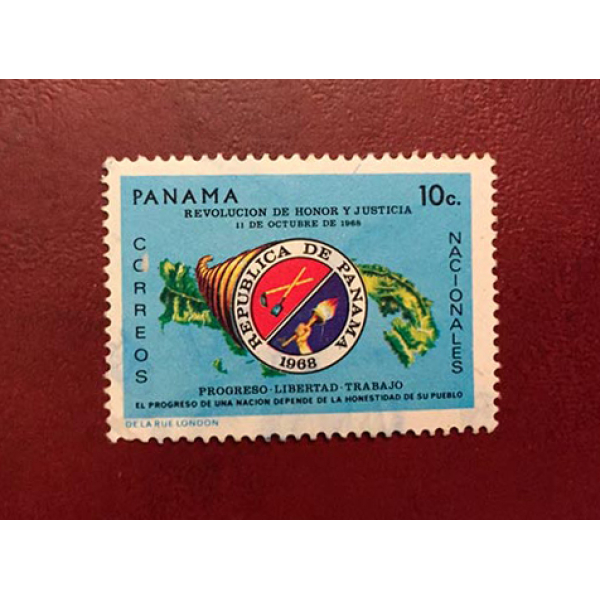 PANAMA 10c.
REVOLUCION DE HONOR Y JUSTICIA
11 DE OCTUBRE DE 1968
CORREOS
NACIONALES
REPUBLICA DE PANAMA
1968
PROGRESO·LIBERTAD·TRABAJO
EL PROGRESO DE UNA NACION DEPENDE DE LA HONESTIDAD DE SU PUEBLO
DE LA RUE LONDON